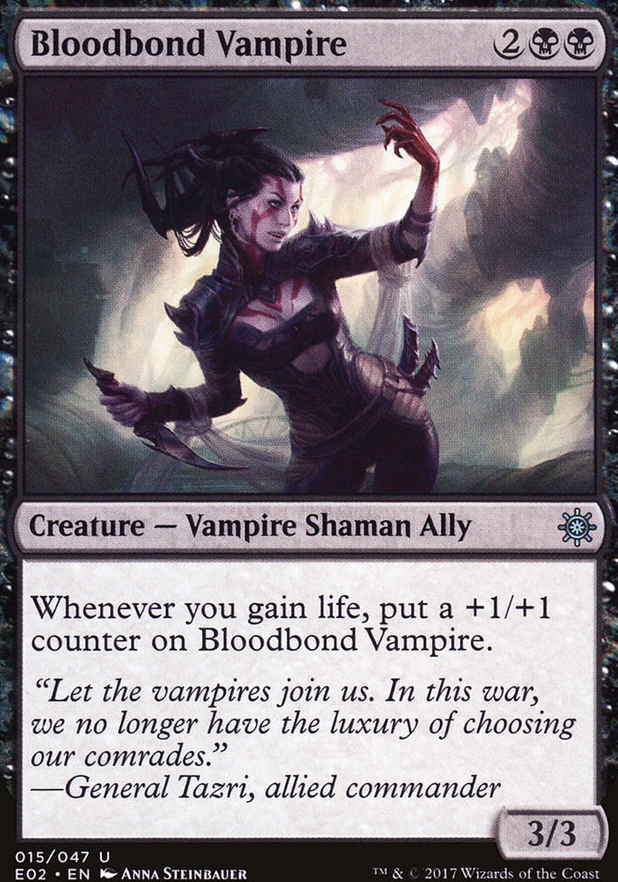 Bloodbond Vampire 2
Creature — Vampire Shaman Ally
Whenever you gain life, put a +1/+1
counter on Bloodbond Vampire.
“Let the vampires join us. In this war,
we no longer have the luxury of choosing
our comrades.”
—General Tazri, allied commander
3/3
015/047 U
E02 • EN Anna Steinbauer
™ & © 2017 Wizards of the Coast